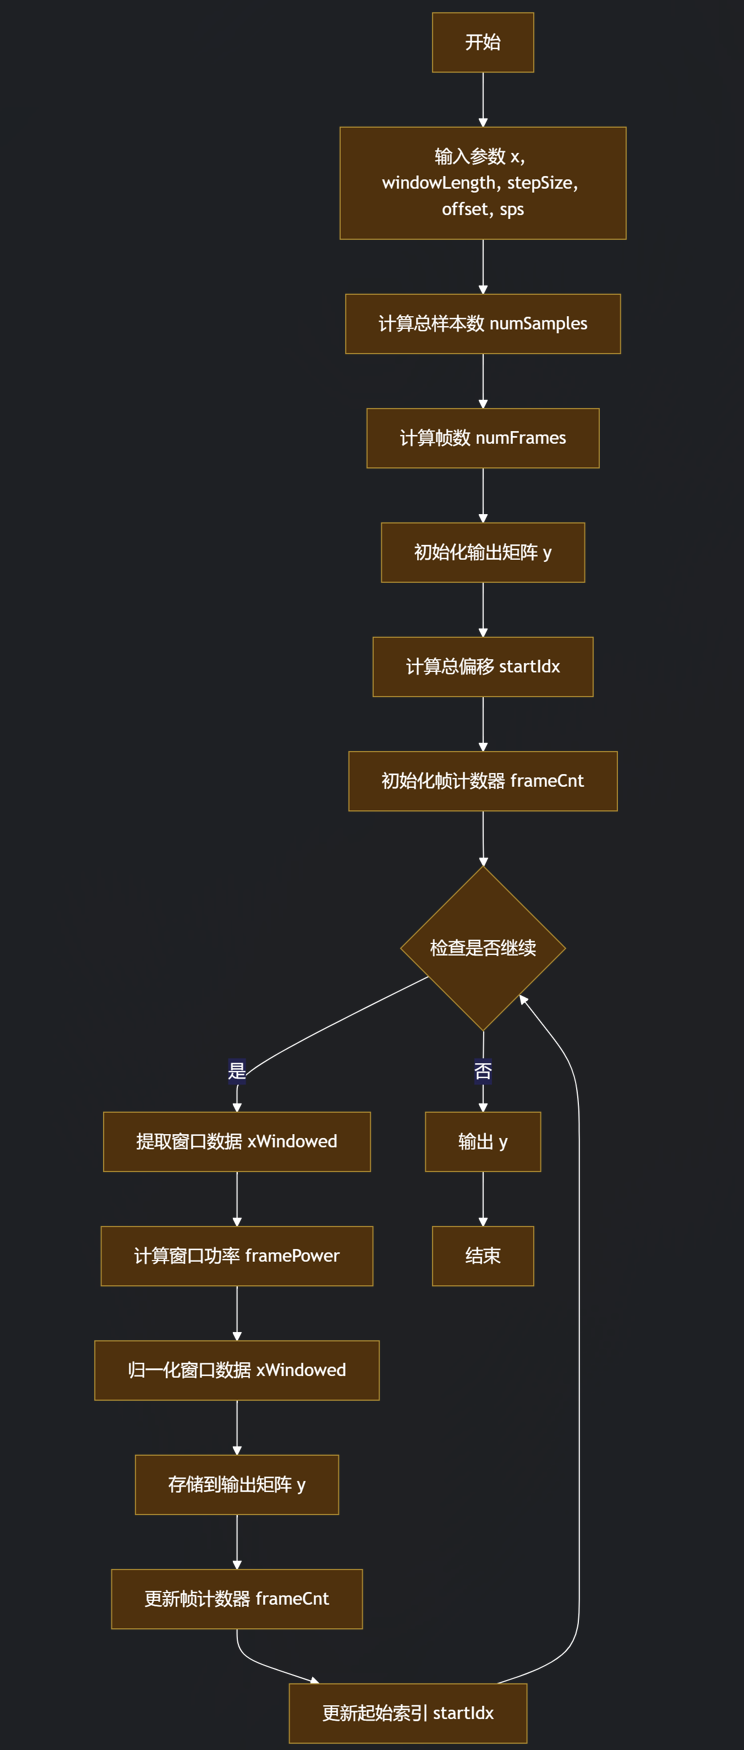 开始
输入参数 x,
windowLength, stepSize,
offset, sps
计算总样本数 numSamples
计算帧数 numFrames
初始化输出矩阵 y
计算总偏移 startIdx
初始化帧计数器 frameCnt
检查是否继续
是
否
提取窗口数据 xWindowed
输出 y
计算窗口功率 framePower
结束
归一化窗口数据 xWindowed
存储到输出矩阵 y
更新帧计数器 frameCnt
更新起始索引 startIdx